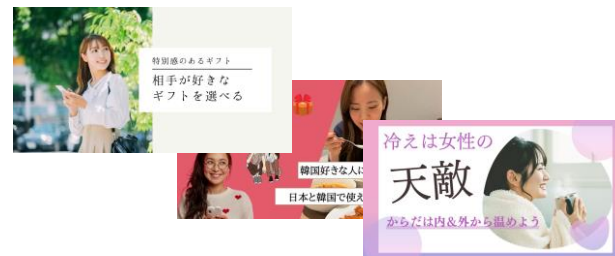 特別感のあるギフト
相手が好きな
ギフトを選べる
韓国好きな人に
日本と韓国で使え
冷えは女性の
天敵
からだは内&外から温めよう